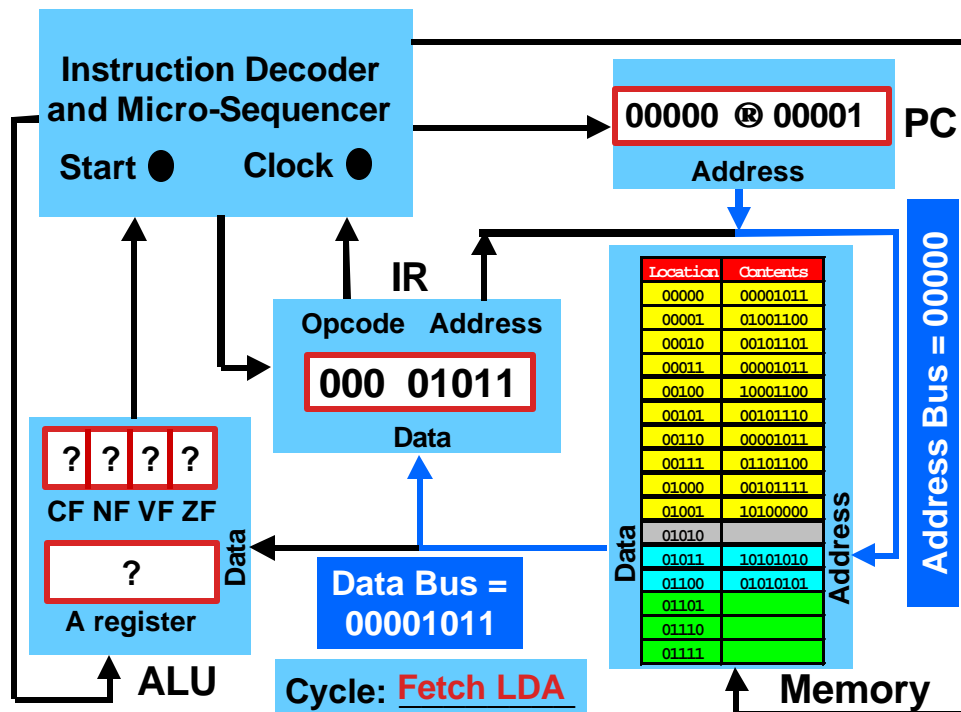 Instruction Decoder
and Micro-Sequencer
Start
Clock
00000 ® 00001
PC
Address
IR
Opcode Address
000 01011
Data
Address Bus = 00000
Location Contents
00000 00001011
00001 01001100
00010 00101101
00011 00001011
00100 10001100
00101 00101110
00110 00001011
00111 01101100
01000 00101111
01001 10100000
01010
01011 10101010
01100 01010101
01101
01110
01111
Data
Address
Memory
? ? ? ?
CF NF VF ZF
?
A register
Data
ALU
Data Bus =
00001011
Cycle: Fetch LDA